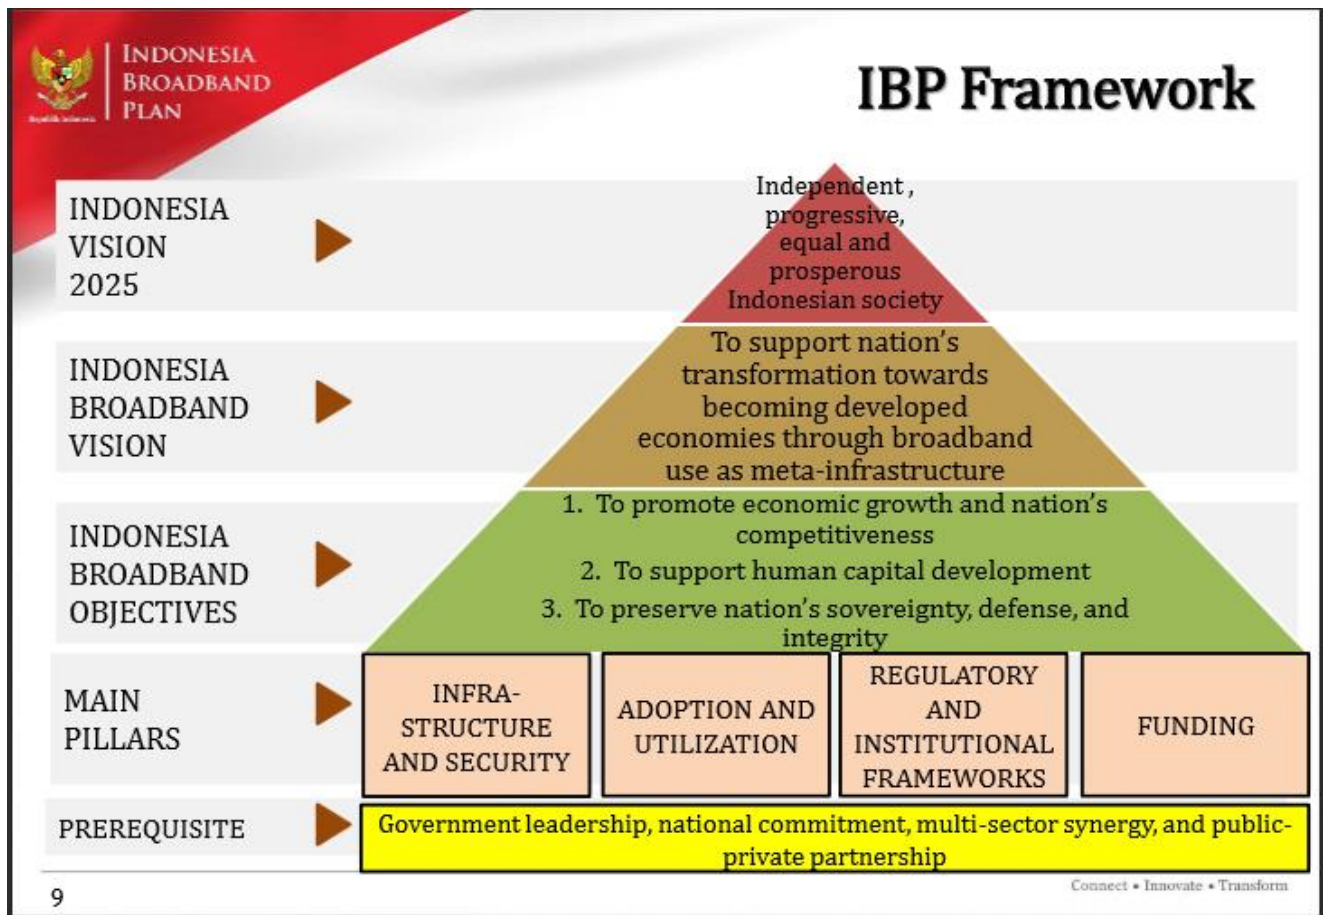 INDONESIA
BROADBAND
PLAN
Republik Indonesia
IBP Framework
INDONESIA
VISION
2025
Independent ,
progressive,
equal and
prosperous
Indonesian society
INDONESIA
BROADBAND
VISION
To support nation's
transformation towards
becoming developed
economies through broadband
use as meta-infrastructure
INDONESIA
BROADBAND
OBJECTIVES
1. To promote economic growth and nation's
competitiveness
2. To support human capital development
3. To preserve nation's sovereignty, defense, and
integrity
MAIN
PILLARS
INFRA-
STRUCTURE
AND SECURITY
ADOPTION AND
UTILIZATION
REGULATORY
AND
INSTITUTIONAL
FRAMEWORKS
FUNDING
PREREQUISITE
Government leadership, national commitment, multi-sector synergy, and public-
private partnership
Connect • Innovate • Transform
9